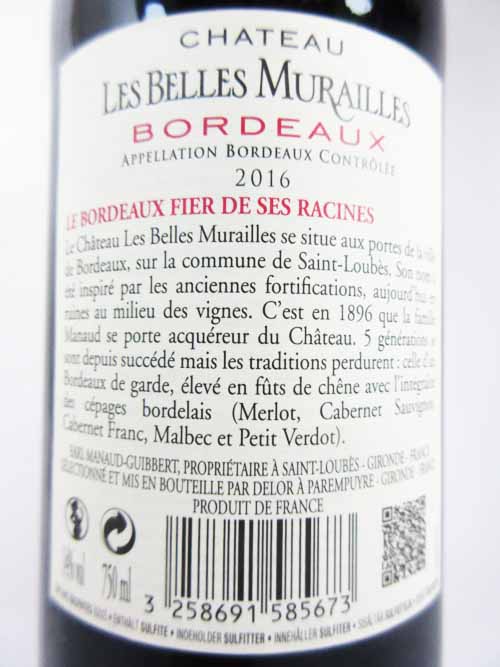 CHATEAU
LES BELLES MURAILLES
BORDEAUX
APPELLATION BORDEAUX CONTRÔLÉE
2016
LE BORDEAUX FIER DE SES RACINES
Le Château Les Belles Murailles se situe aux portes de la ville
de Bordeaux, sur la commune de Saint-Loubès. Son nom a
été inspiré par les anciennes fortifications, aujourd'hui en
ruines au milieu des vignes. C'est en 1896 que la famille
Manaud se porte acquéreur du Château. 5 générations se
sont depuis succédé mais les traditions perdurent : celle d'un
Bordeaux de garde, élevé en fûts de chêne avec l'intégralité
des cépages bordelais (Merlot, Cabernet Sauvignon,
Cabernet Franc, Malbec et Petit Verdot).
EARL MANAUD-GUIBBERT, PROPRIÉTAIRE À SAINT-LOUBÈS - GIRONDE - FRANCE
SÉLECTIONNÉ ET MIS EN BOUTEILLE PAR DELOR À PAREMPUYRE - GIRONDE - FRANCE
PRODUIT DE FRANCE
vol
750 ml
3 258691 585673
ENTHÄLT SULFITE • INDEHOLDER SULFITTER • INNEHÅLLER SULFITER •